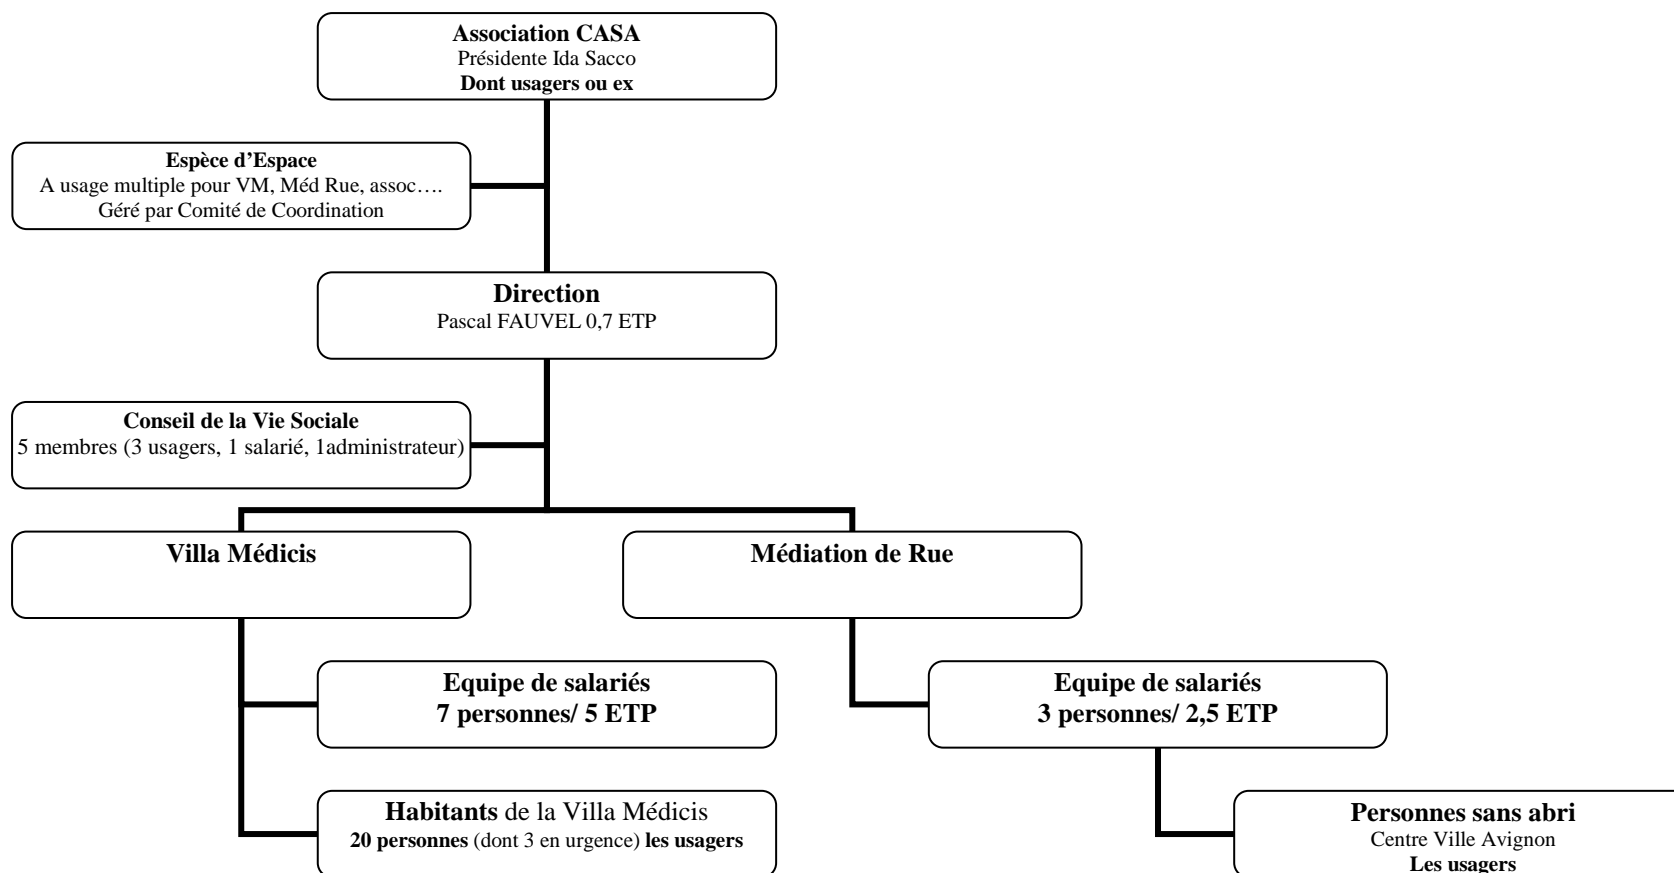 Association CASA
Présidente Ida Sacco
Dont usagers ou ex
Espèce d'Espace
A usage multiple pour VM, Méd Rue, assoc….
Géré par Comité de Coordination
Direction
Pascal FAUVEL 0,7 ETP
Conseil de la Vie Sociale
5 membres (3 usagers, 1 salarié, 1administrateur)
Villa Médicis
Médiation de Rue
Equipe de salariés
7 personnes/ 5 ETP
Equipe de salariés
3 personnes/ 2,5 ETP
Habitants de la Villa Médicis
20 personnes (dont 3 en urgence) les usagers
Personnes sans abri
Centre Ville Avignon
Les usagers